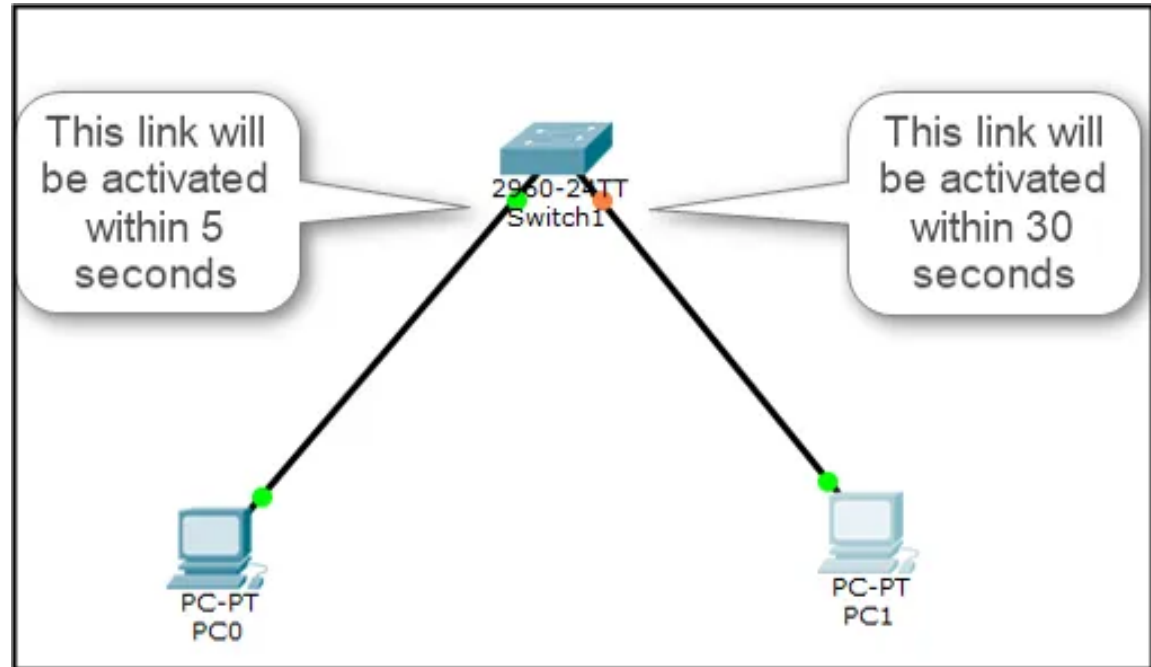 This link will
be activated
within 5
seconds
This link will
be activated
within 30
seconds
2960-24TT
Switch1
PC-PT
PC0
PC-PT
PC1